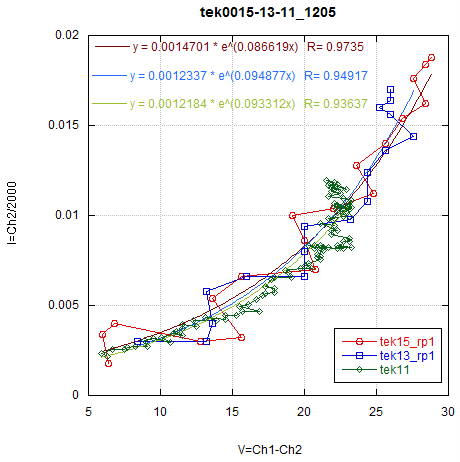 tek0015-13-11_1205
0.02
y = 0.0014701 * e^(0.086619x) R= 0.9735
y = 0.0012337 * e^(0.094877x) R= 0.94917
y = 0.0012184 * e^(0.093312x) R= 0.93637
0.015
I=Ch2/2000
0.01
0.005
tek15_rp1
tek13_rp1
tek11
0
5 10 15 20 25 30
V=Ch1-Ch2